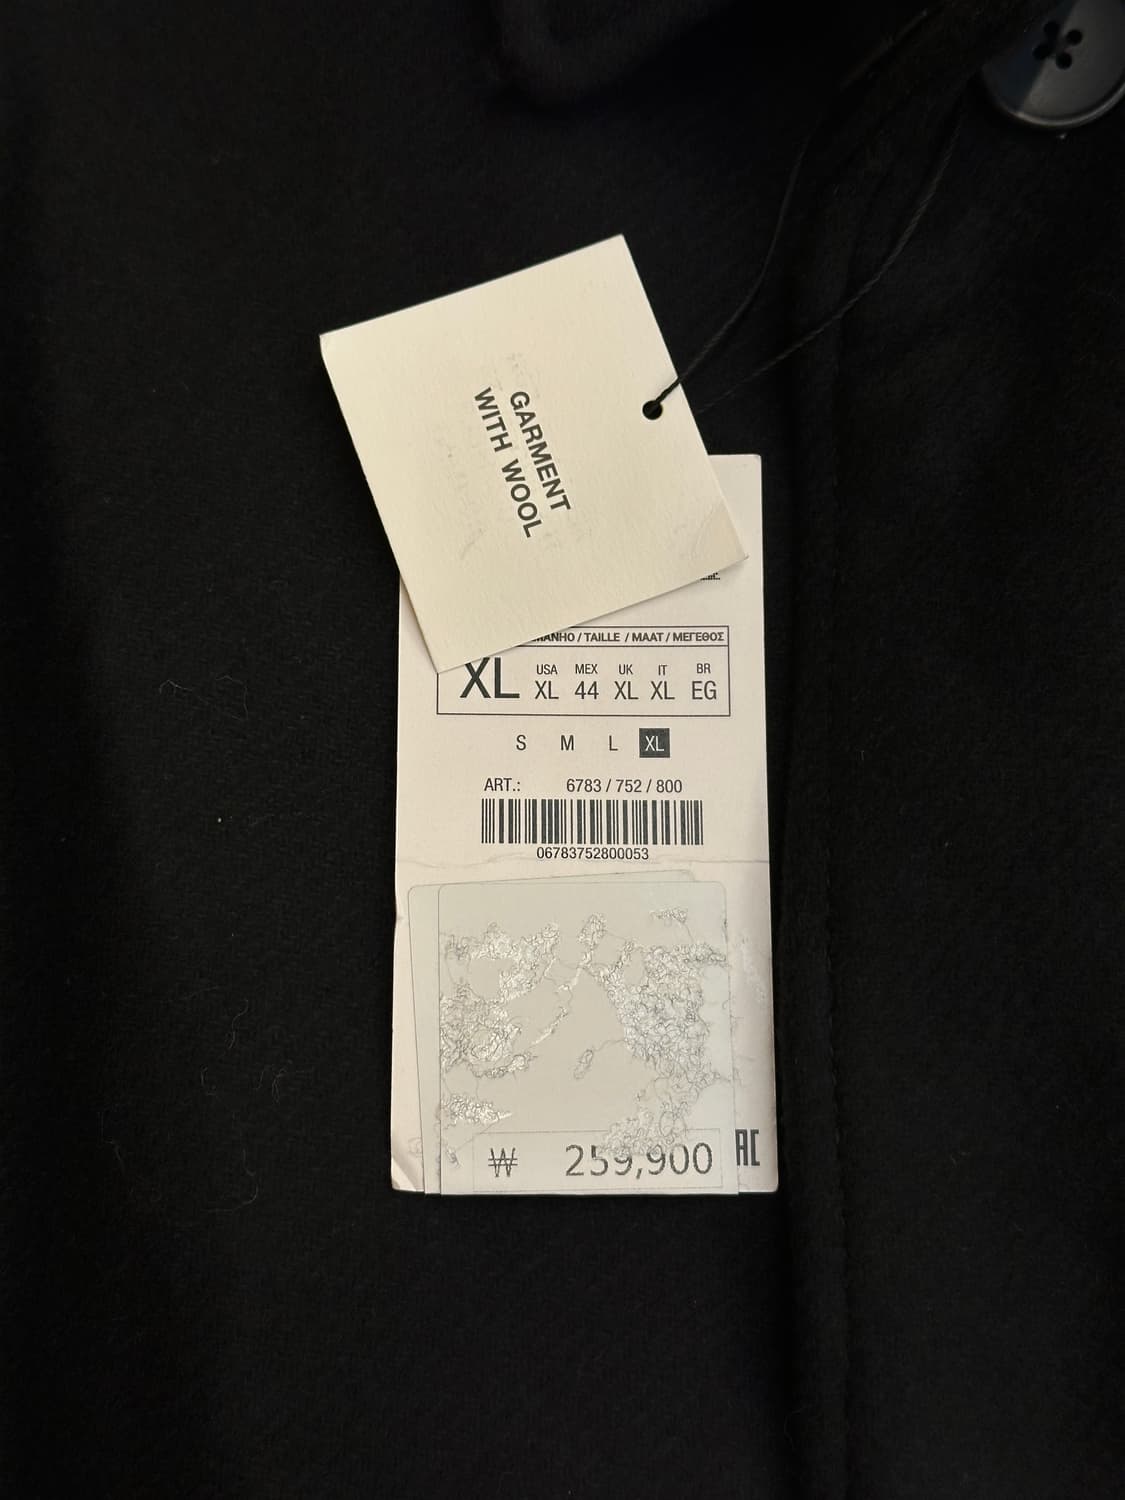 GARMENT
WITH WOOL
/ TAILLE / MAAT / ΜΕΓΕΘΟΣ
XL
USA MEX UK IT BR
XL 44 XL XL EG
S M L XL
ART.: 6783 / 752 / 800
06783752800053
₩ 259,900
EAC